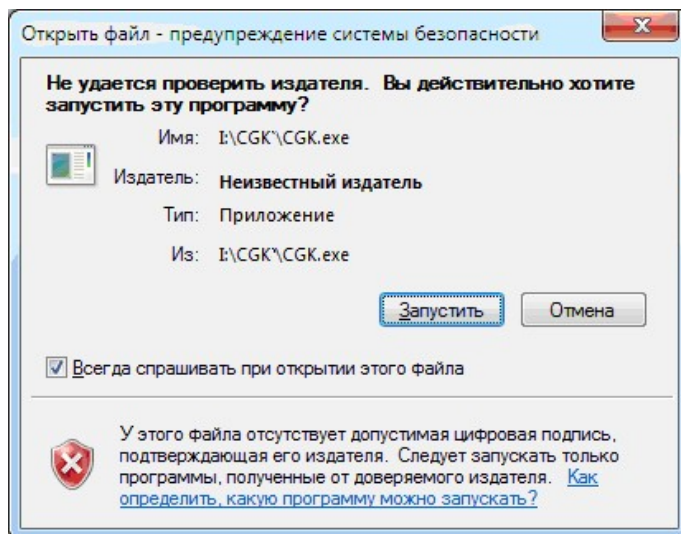 Открыть файл - предупреждение системы безопасности
Не удается проверить издателя. Вы действительно хотите
запустить эту программу?
Имя: I:\CGK`\CGK.exe
Издатель: Неизвестный издатель
Тип: Приложение
Из: I:\CGK`\CGK.exe
Запустить Отмена
Всегда спрашивать при открытии этого файла
У этого файла отсутствует допустимая цифровая подпись,
подтверждающая его издателя. Следует запускать только
программы, полученные от доверяемого издателя. Как
определить, какую программу можно запускать?